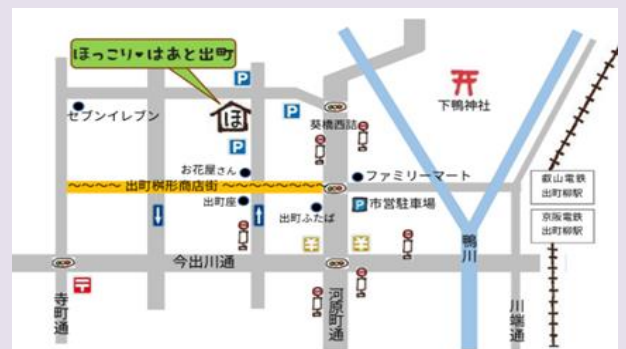 ほっこり♥はあと出町
P
下鴨神社
セブンイレブン
ほ
P
葵橋西詰
P
お花屋さん
ファミリーマート
叡山電鉄
出町柳駅
出町桝形商店街
出町座
出町ふたば
P市営駐車場
京阪電鉄
出町柳駅
鴨川
今出川通
寺町通
河原町通
川端通